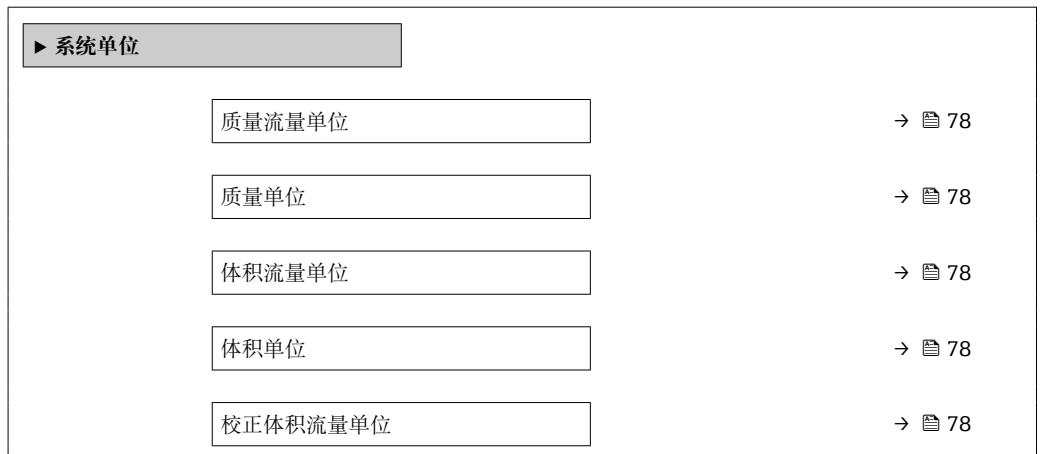 ▶ 系统单位
质量流量单位 → 78
质量单位 → 78
体积流量单位 → 78
体积单位 → 78
校正体积流量单位 → 78